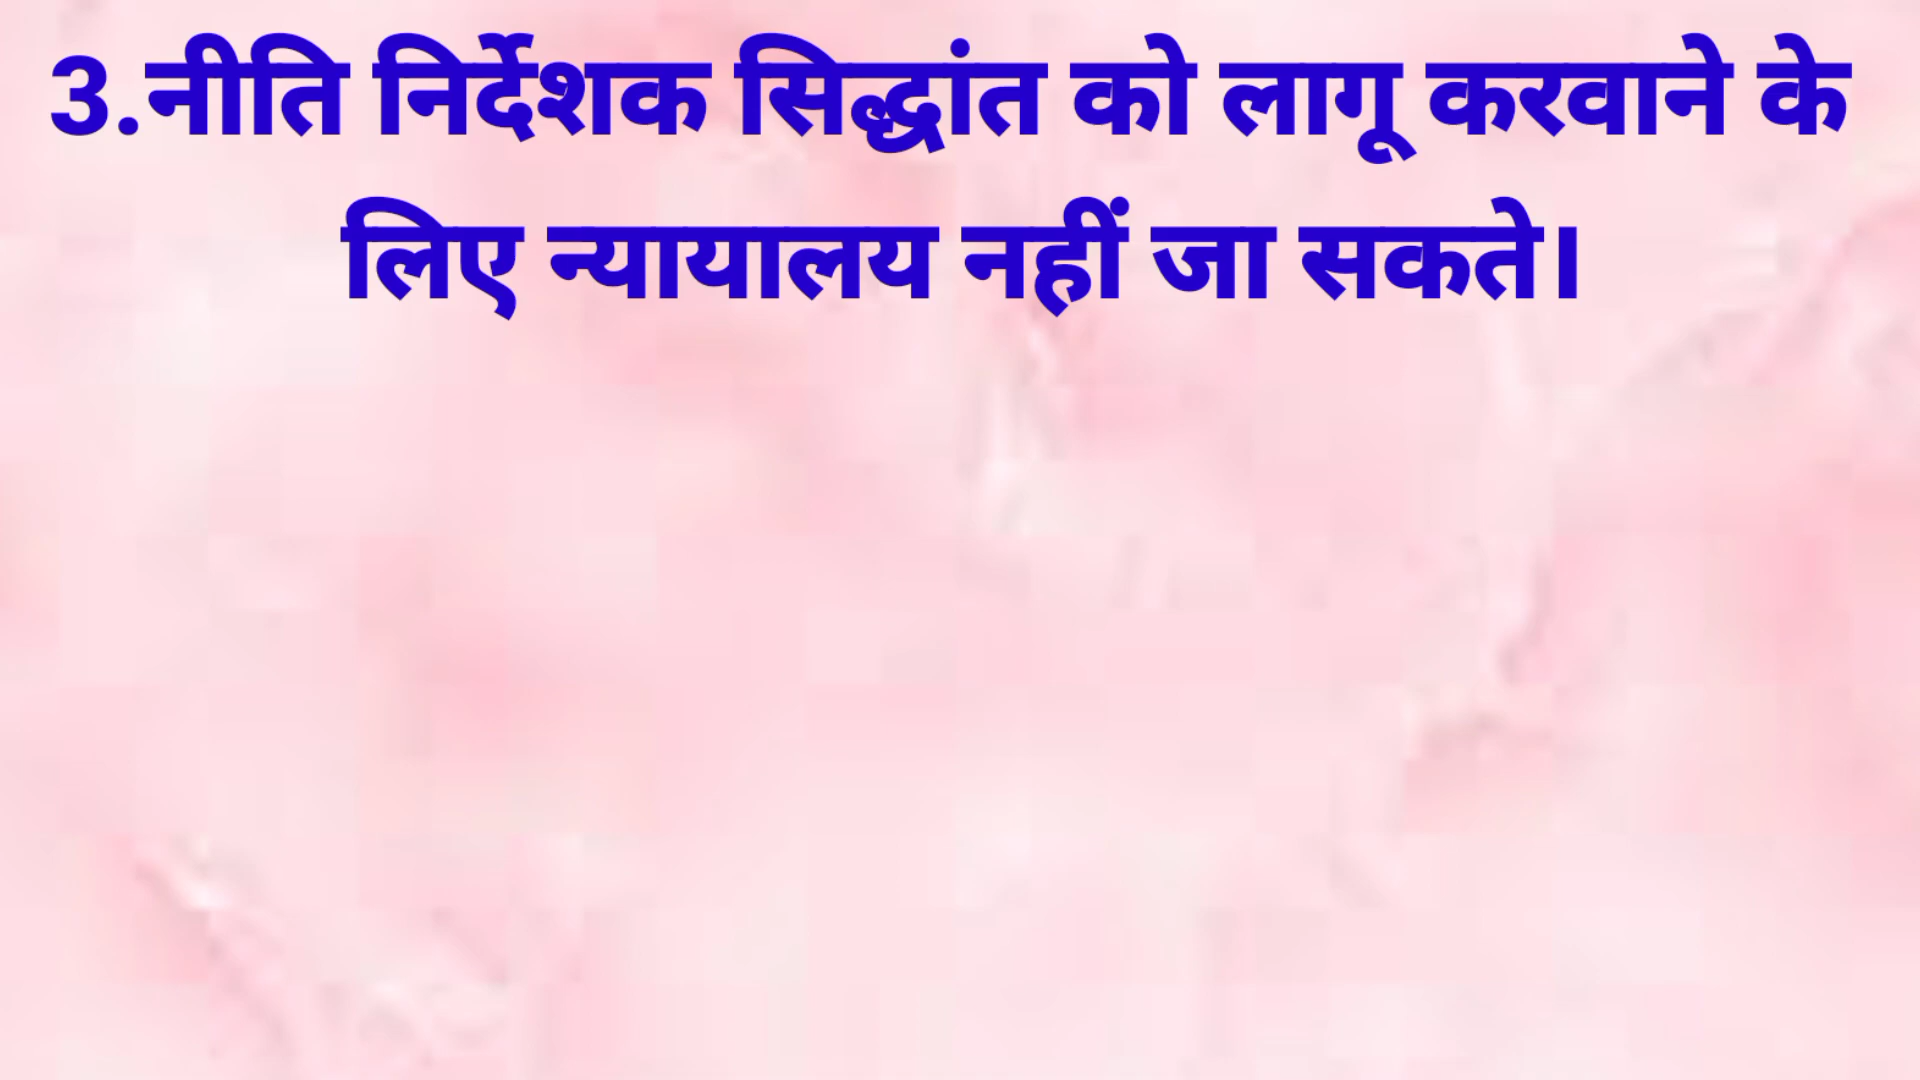 3.नीति निर्देशक सिद्धांत को लागू करवाने के
लिए न्यायालय नहीं जा सकते।